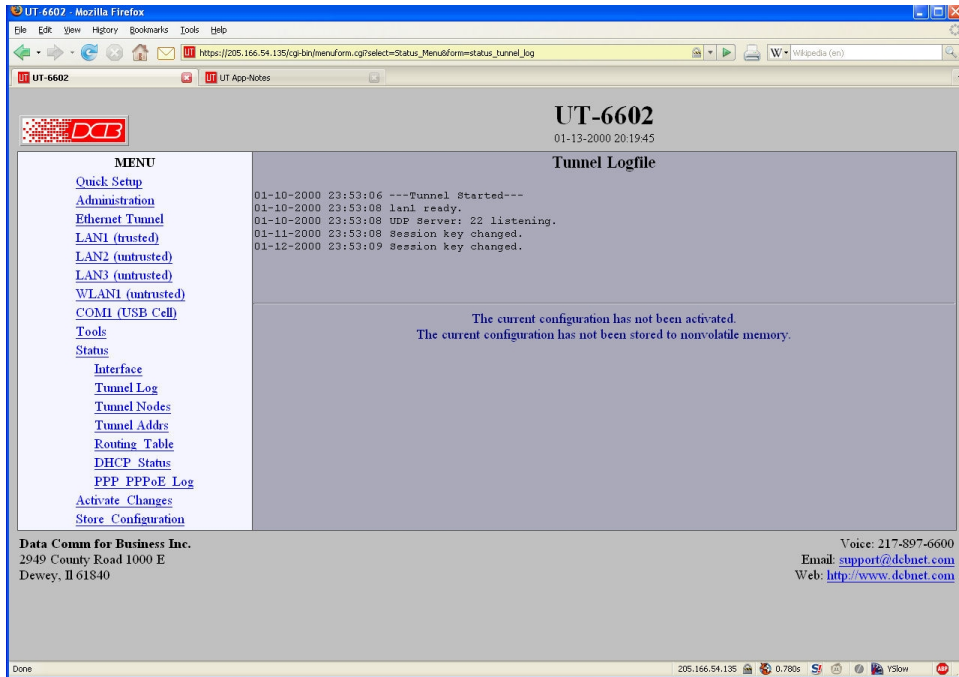 UT-6602 - Mozilla Firefox
File Edit View History Bookmarks Tools Help
https://205.166.54.135/cgi-bin/menuform.cgi?select=Status_Menu&form=status_tunnel_log
Wikipedia (en)
UT-6602
UT App-Notes
DCB
UT-6602
01-13-2000 20:19:45
MENU
Quick Setup
Administration
Ethernet Tunnel
LAN1 (trusted)
LAN2 (untrusted)
LAN3 (untrusted)
WLAN1 (untrusted)
COM1 (USB Cell)
Tools
Status
Interface
Tunnel Log
Tunnel Nodes
Tunnel Addrs
Routing Table
DHCP Status
PPP PPPoE Log
Activate Changes
Store Configuration
Tunnel Logfile
01-10-2000 23:53:06 ---Tunnel Started---
01-10-2000 23:53:08 lan1 ready.
01-10-2000 23:53:08 UDP Server: 22 listening.
01-11-2000 23:53:08 Session key changed.
01-12-2000 23:53:09 Session key changed.
The current configuration has not been activated.
The current configuration has not been stored to nonvolatile memory.
Data Comm for Business Inc.
2949 County Road 1000 E
Dewey, Il 61840
Voice: 217-897-6600
Email: support@dcbnet.com
Web: http://www.dcbnet.com
Done
205.166.54.135
0.780s
YSlow
ABP